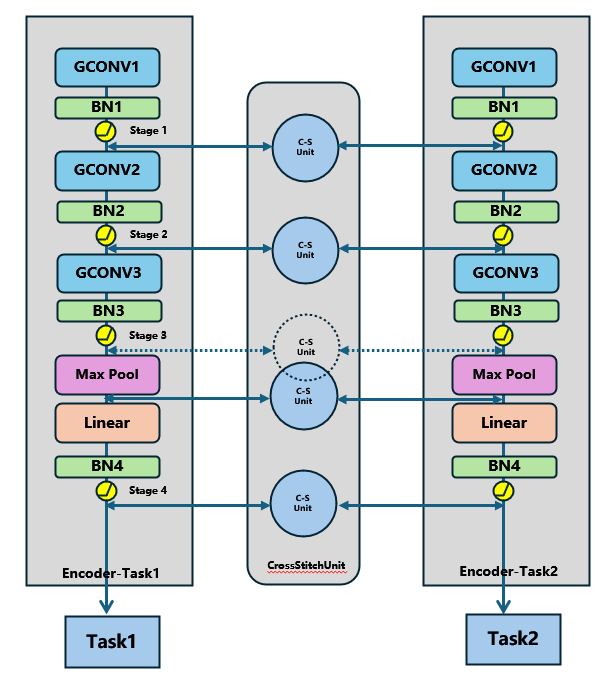 GCONV1
BN1
Stage 1
GCONV2
BN2
Stage 2
GCONV3
BN3
Stage 3
Max Pool
Linear
BN4
Stage 4
Encoder-Task1
Task1
C-S
Unit
C-S
Unit
C-S
Unit
C-S
Unit
C-S
Unit
CrossStitchUnit
GCONV1
BN1
GCONV2
BN2
GCONV3
BN3
Max Pool
Linear
BN4
Encoder-Task2
Task2